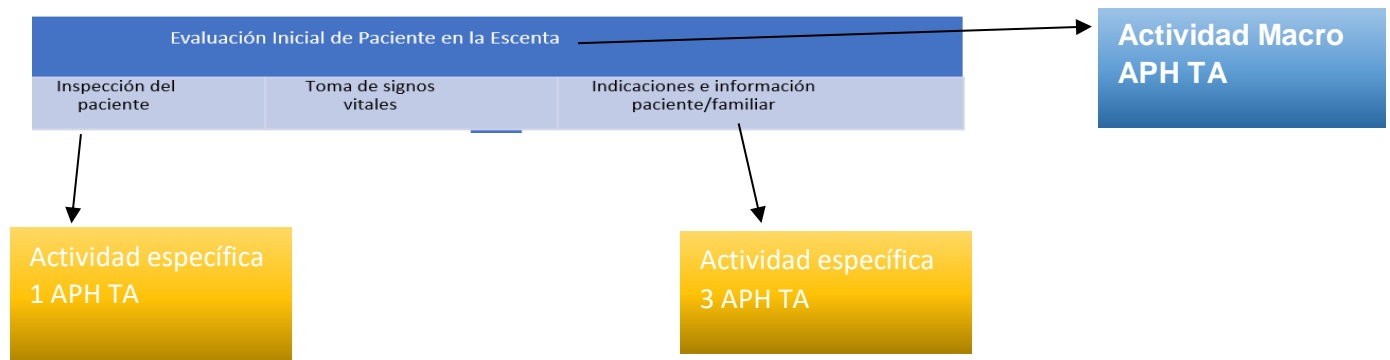 Evaluación Inicial de Paciente en la Escenta
Actividad Macro
APH TA
Inspección del
paciente
Toma de signos
vitales
Indicaciones e información
paciente/familiar
Actividad específica
1 APH TA
Actividad específica
3 APH TA